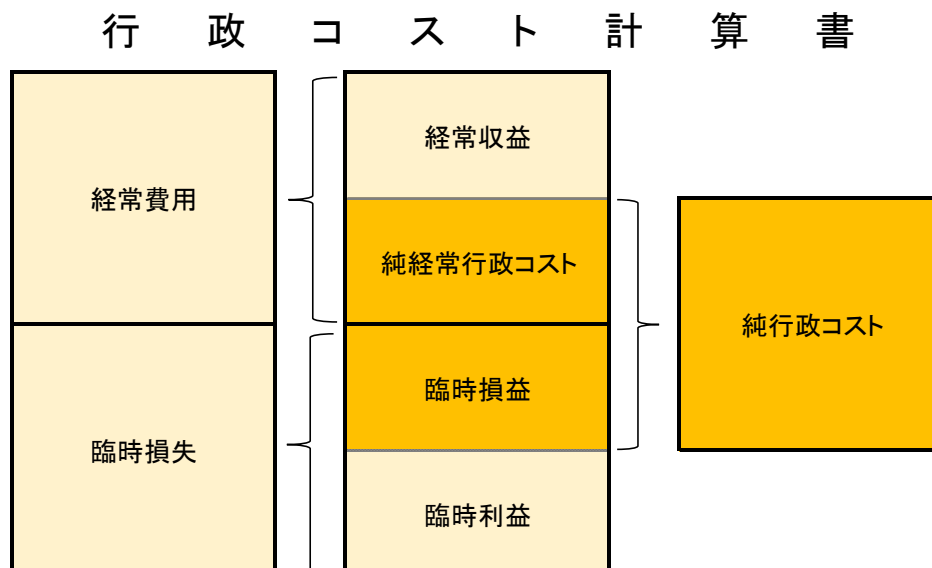 行政コスト計算書
経常費用
経常収益
純経常行政コスト
純行政コスト
臨時損失
臨時損益
臨時利益